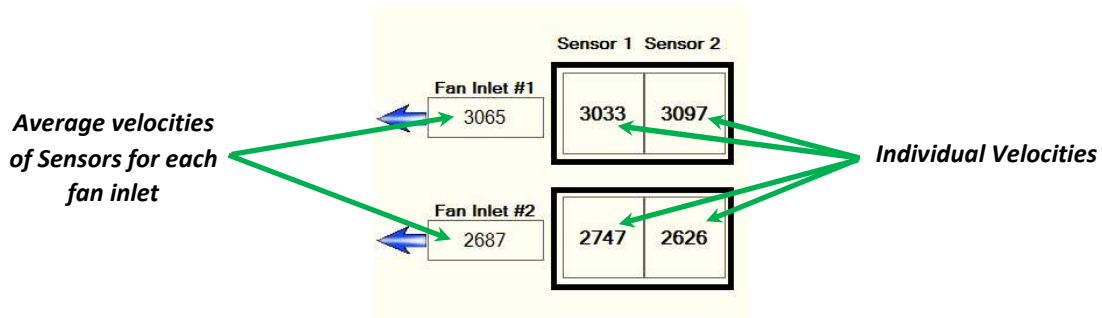 Sensor 1 Sensor 2
Fan Inlet #1
3065
3033 3097
Average velocities
of Sensors for each
fan inlet
Individual Velocities
Fan Inlet #2
2687
2747 2626